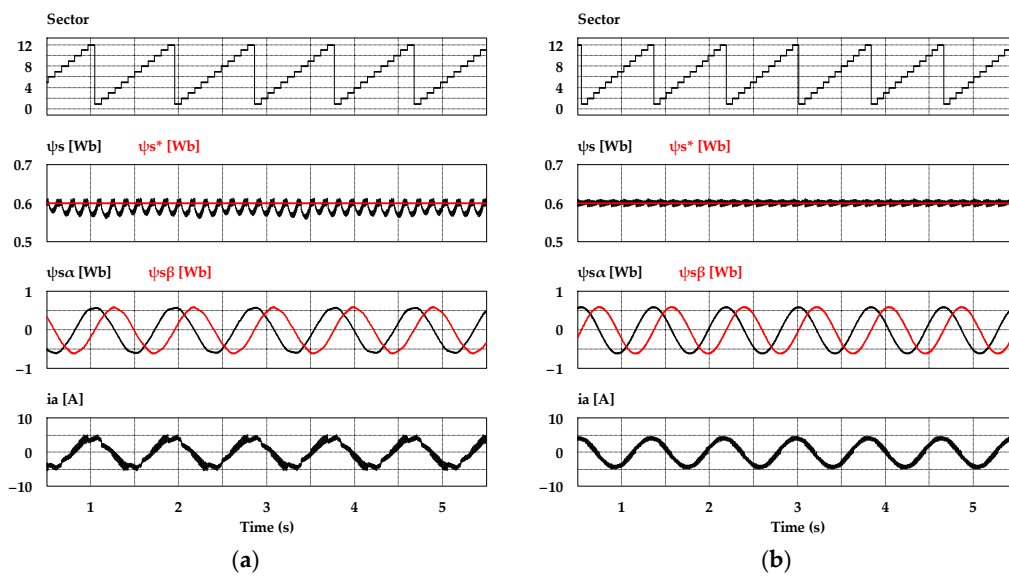 Sector
12
8
4
0
ψs [Wb] ψs* [Wb]
0.7
0.6
0.5
ψsα [Wb] ψsβ [Wb]
1
0
−1
ia [A]
10
0
−10
1 2 3 4 5
Time (s)
(a)
Sector
12
8
4
0
ψs [Wb] ψs* [Wb]
0.7
0.6
0.5
ψsα [Wb] ψsβ [Wb]
1
0
−1
ia [A]
10
0
−10
1 2 3 4 5
Time (s)
(b)